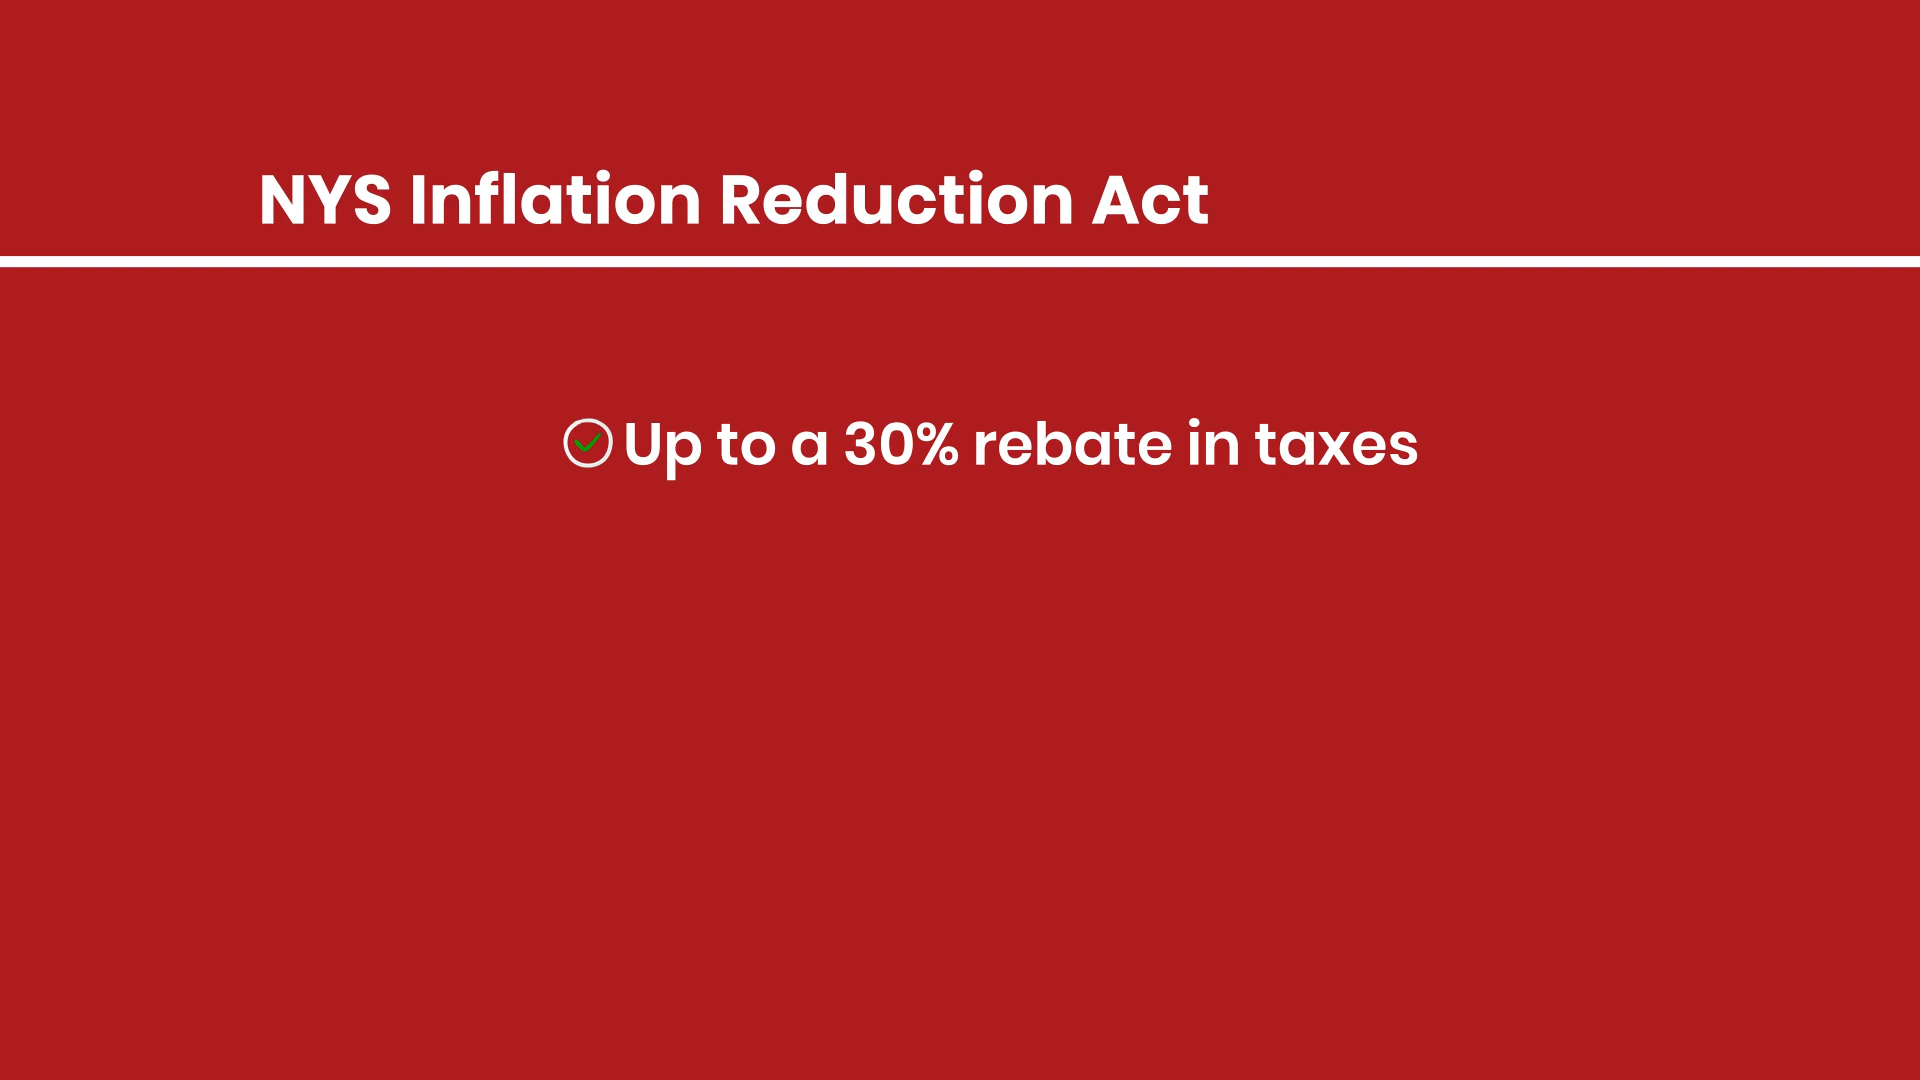 NYS Inflation Reduction Act
Up to a 30% rebate in taxes